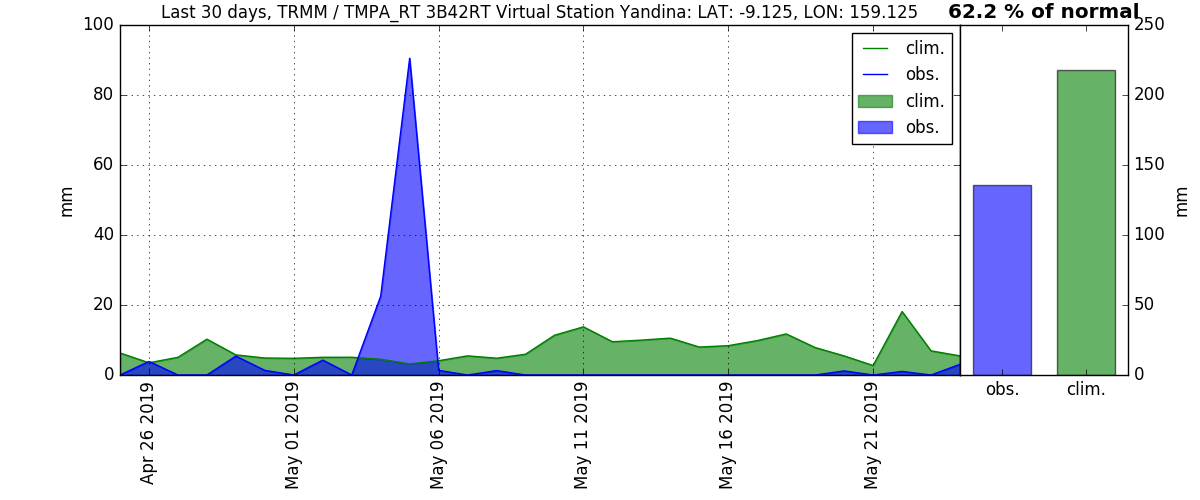 Last 30 days, TRMM / TMPA_RT 3B42RT Virtual Station Yandina: LAT: -9.125, LON: 159.125
62.2 % of normal
100
80
60
40
20
0
mm
clim.
obs.
clim.
obs.
250
200
150
100
50
0
mm
Apr 26 2019
May 01 2019
May 06 2019
May 11 2019
May 16 2019
May 21 2019
obs.
clim.